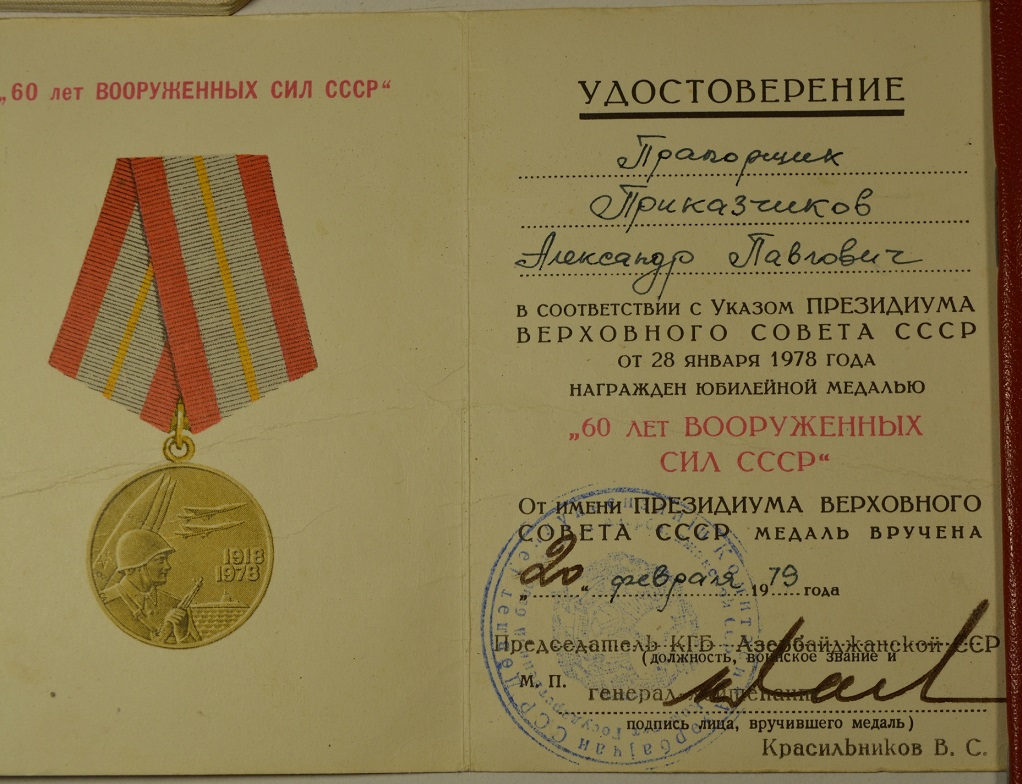 „60 лет ВООРУЖЕННЫХ СИЛ СССР“
1918
1978
УДОСТОВЕРЕНИЕ
Прапорщик
Приказчиков
Александр Павлович
В СООТВЕТСТВИИ С УКАЗОМ ПРЕЗИДИУМА
ВЕРХОВНОГО СОВЕТА СССР
ОТ 28 ЯНВАРЯ 1978 ГОДА
НАГРАЖДЕН ЮБИЛЕЙНОЙ МЕДАЛЬЮ
„60 ЛЕТ ВООРУЖЕННЫХ
СИЛ СССР“
ОТ ИМЕНИ ПРЕЗИДИУМА ВЕРХОВНОГО
СОВЕТА СССР МЕДАЛЬ ВРУЧЕНА
„20“ февраля 1979 года
Председатель КГБ Азербайджанской ССР
(должность, воинское звание и
М. П. генерал-лейтенант
подпись лица, вручившего медаль)
Красильников В. С.